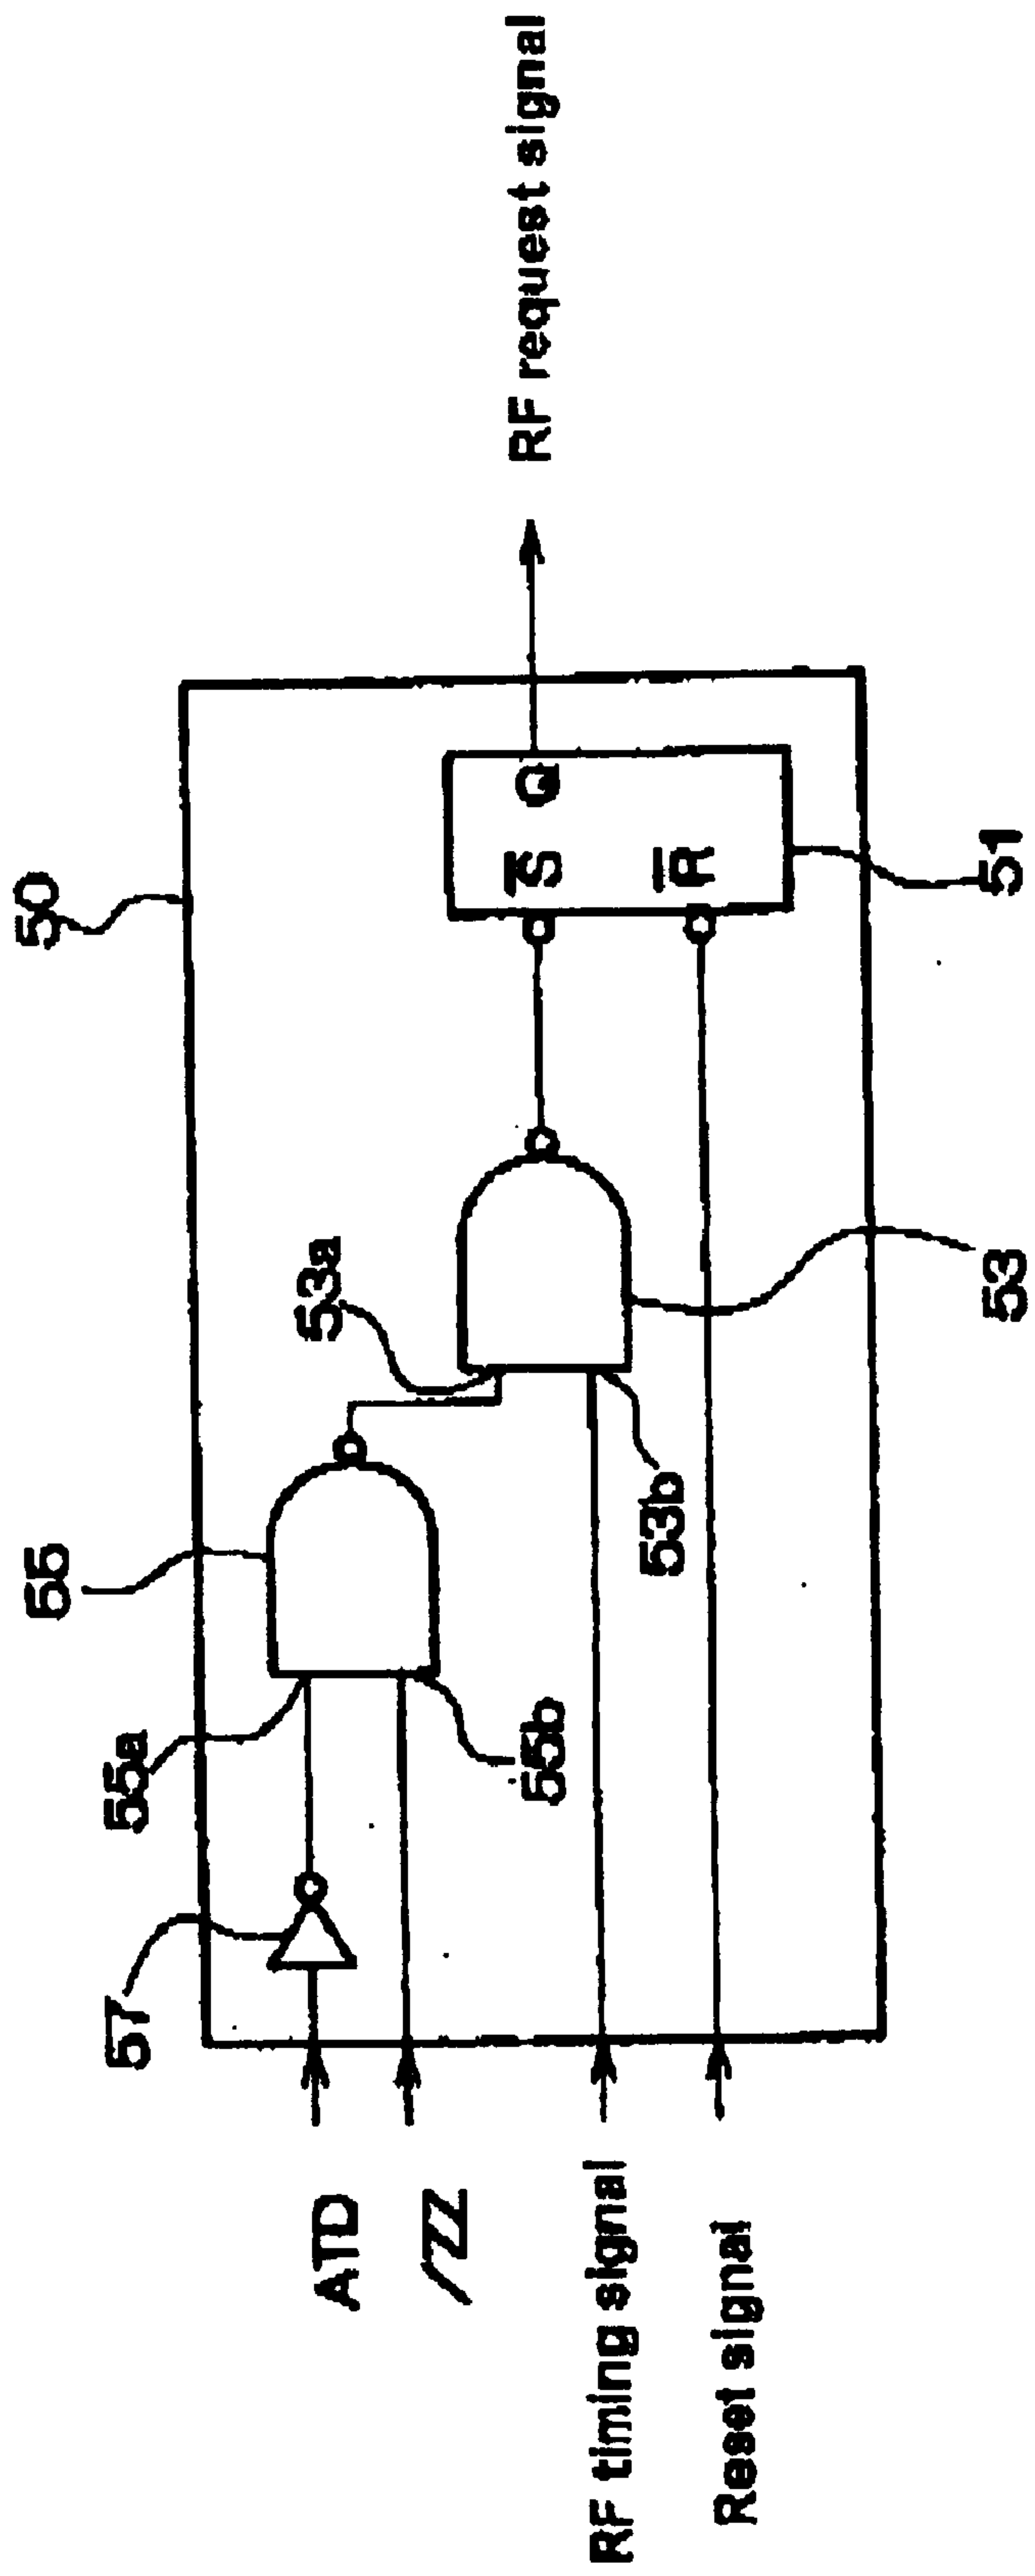 50
57
55a
55
53a
ATD
/ZZ
55b
S
Q
RF request signal
RF timing signal
53b
R
Reset signal
53
51